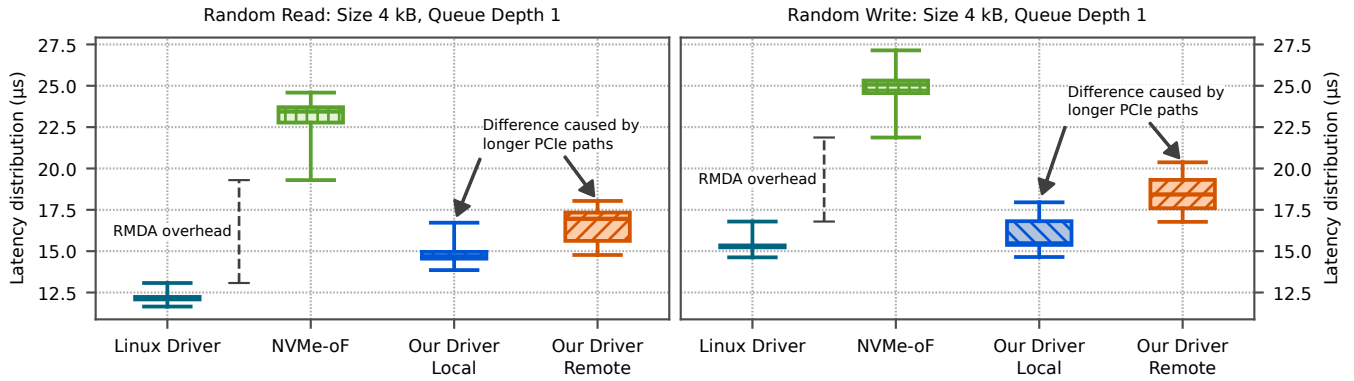 Random Read: Size 4 kB, Queue Depth 1
Latency distribution (µs)
27.5
25.0
22.5
20.0
17.5
15.0
12.5
RMDA overhead
Difference caused by
longer PCIe paths
Linux Driver
NVMe-oF
Our Driver
Local
Our Driver
Remote
Random Write: Size 4 kB, Queue Depth 1
RMDA overhead
Difference caused by
longer PCIe paths
Linux Driver
NVMe-oF
Our Driver
Local
Our Driver
Remote
27.5
25.0
22.5
20.0
17.5
15.0
12.5
Latency distribution (µs)